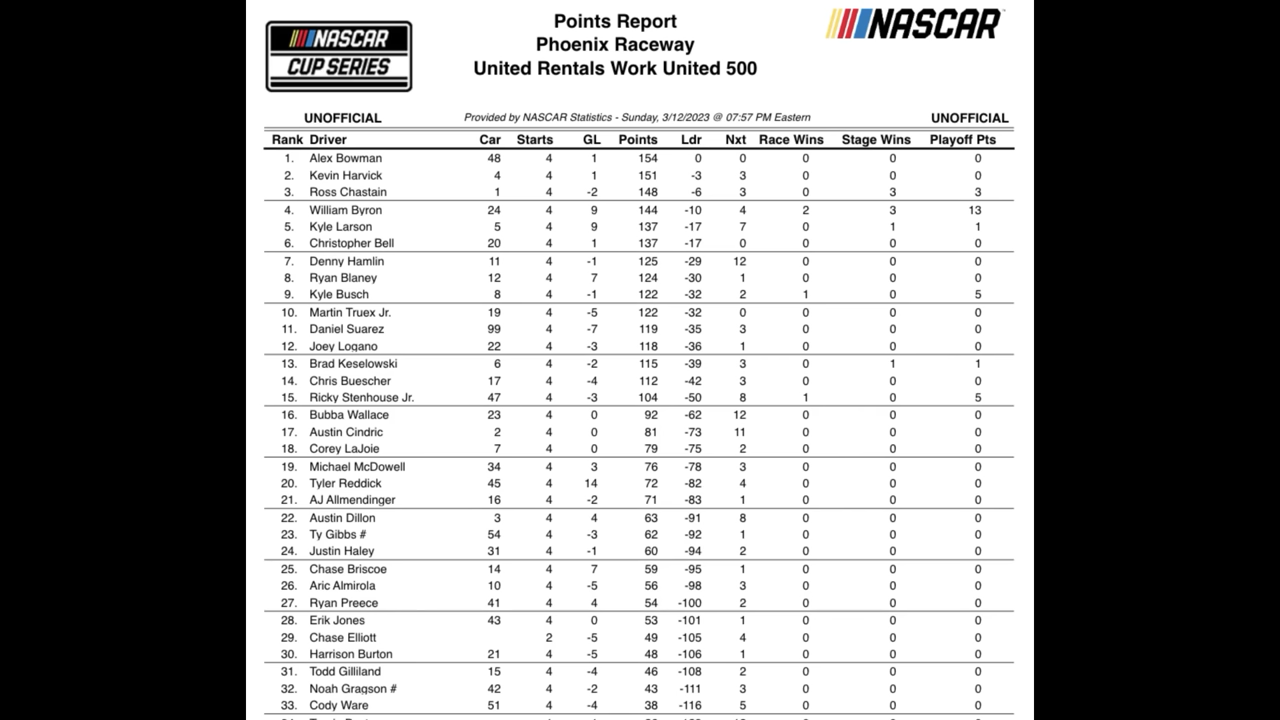 Points Report
NASCAR
Phoenix Raceway
NASCAR
CUP SERIES
United Rentals Work United 500
UNOFFICIAL Provided by NASCAR Statistics - Sunday, 3/12/2023 @ 07:57 PM Eastern UNOFFICIAL
Rank Driver Car Starts GL Points Ldr Nxt Race Wins Stage Wins Playoff Pts
1. Alex Bowman 48 4 1 154 0 0 0 0 0
2. Kevin Harvick 4 4 1 151 -3 3 0 0 0
3. Ross Chastain 1 4 -2 148 -6 3 0 3 3
4. William Byron 24 4 9 144 -10 4 2 3 13
5. Kyle Larson 5 4 9 137 -17 7 0 1 1
6. Christopher Bell 20 4 1 137 -17 0 0 0 0
7. Denny Hamlin 11 4 -1 125 -29 12 0 0 0
8. Ryan Blaney 12 4 7 124 -30 1 0 0 0
9. Kyle Busch 8 4 -1 122 -32 2 1 0 5
10. Martin Truex Jr. 19 4 -5 122 -32 0 0 0 0
11. Daniel Suarez 99 4 -7 119 -35 3 0 0 0
12. Joey Logano 22 4 -3 118 -36 1 0 0 0
13. Brad Keselowski 6 4 -2 115 -39 3 0 1 1
14. Chris Buescher 17 4 -4 112 -42 3 0 0 0
15. Ricky Stenhouse Jr. 47 4 -3 104 -50 8 1 0 5
16. Bubba Wallace 23 4 0 92 -62 12 0 0 0
17. Austin Cindric 2 4 0 81 -73 11 0 0 0
18. Corey LaJoie 7 4 0 79 -75 2 0 0 0
19. Michael McDowell 34 4 3 76 -78 3 0 0 0
20. Tyler Reddick 45 4 14 72 -82 4 0 0 0
21. AJ Allmendinger 16 4 -2 71 -83 1 0 0 0
22. Austin Dillon 3 4 4 63 -91 8 0 0 0
23. Ty Gibbs # 54 4 -3 62 -92 1 0 0 0
24. Justin Haley 31 4 -1 60 -94 2 0 0 0
25. Chase Briscoe 14 4 7 59 -95 1 0 0 0
26. Aric Almirola 10 4 -5 56 -98 3 0 0 0
27. Ryan Preece 41 4 4 54 -100 2 0 0 0
28. Erik Jones 43 4 0 53 -101 1 0 0 0
29. Chase Elliott 2 -5 49 -105 4 0 0 0
30. Harrison Burton 21 4 -5 48 -106 1 0 0 0
31. Todd Gilliland 15 4 -4 46 -108 2 0 0 0
32. Noah Gragson # 42 4 -2 43 -111 3 0 0 0
33. Cody Ware 51 4 -4 38 -116 5 0 0 0